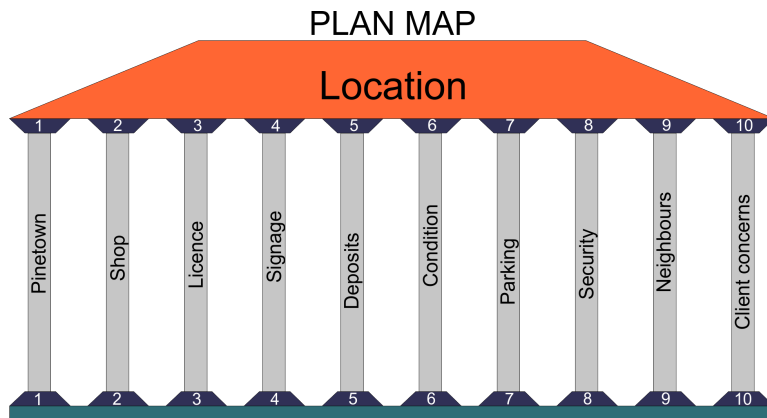 PLAN MAP
Location
1 2 3 4 5 6 7 8 9 10
Pinetown
Shop
Licence
Signage
Deposits
Condition
Parking
Security
Neighbours
Client concerns
1 2 3 4 5 6 7 8 9 10